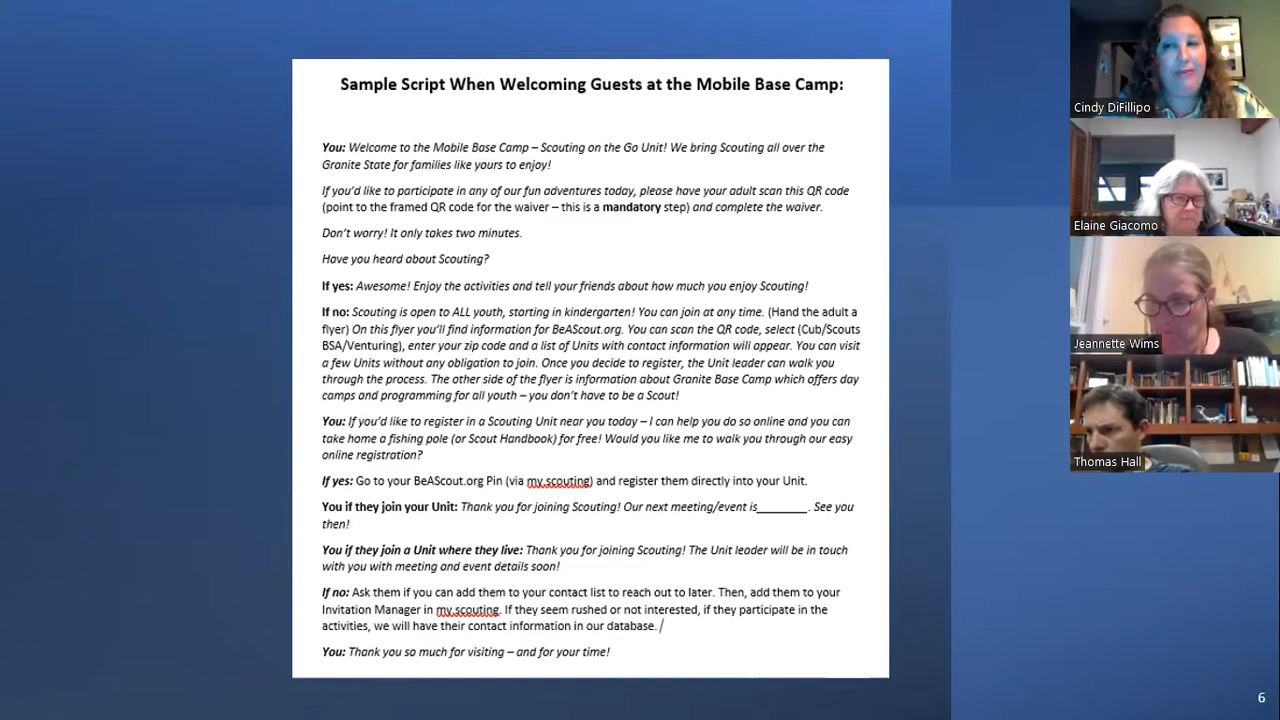 Sample Script When Welcoming Guests at the Mobile Base Camp:
You: Welcome to the Mobile Base Camp – Scouting on the Go Unit! We bring Scouting all over the
Granite State for families like yours to enjoy!
If you'd like to participate in any of our fun adventures today, please have your adult scan this QR code
(point to the framed QR code for the waiver – this is a mandatory step) and complete the waiver.
Don't worry! It only takes two minutes.
Have you heard about Scouting?
If yes: Awesome! Enjoy the activities and tell your friends about how much you enjoy Scouting!
If no: Scouting is open to ALL youth, starting in kindergarten! You can join at any time. (Hand the adult a
flyer) On this flyer you'll find information for BeAScout.org. You can scan the QR code, select (Cub/Scouts
BSA/Venturing), enter your zip code and a list of Units with contact information will appear. You can visit
a few Units without any obligation to join. Once you decide to register, the Unit leader can walk you
through the process. The other side of the flyer is information about Granite Base Camp which offers day
camps and programming for all youth – you don't have to be a Scout!
You: If you'd like to register in a Scouting Unit near you today – I can help you do so online and you can
take home a fishing pole (or Scout Handbook) for free! Would you like me to walk you through our easy
online registration?
If yes: Go to your BeAScout.org Pin (via my.scouting) and register them directly into your Unit.
You if they join your Unit: Thank you for joining Scouting! Our next meeting/event is________. See you
then!
You if they join a Unit where they live: Thank you for joining Scouting! The Unit leader will be in touch
with you with meeting and event details soon!
If no: Ask them if you can add them to your contact list to reach out to later. Then, add them to your
Invitation Manager in my.scouting. If they seem rushed or not interested, if they participate in the
activities, we will have their contact information in our database. /
You: Thank you so much for visiting – and for your time!
Cindy DiFillipo
Elaine Giacomo
Jeannette Wims
Thomas Hall
6